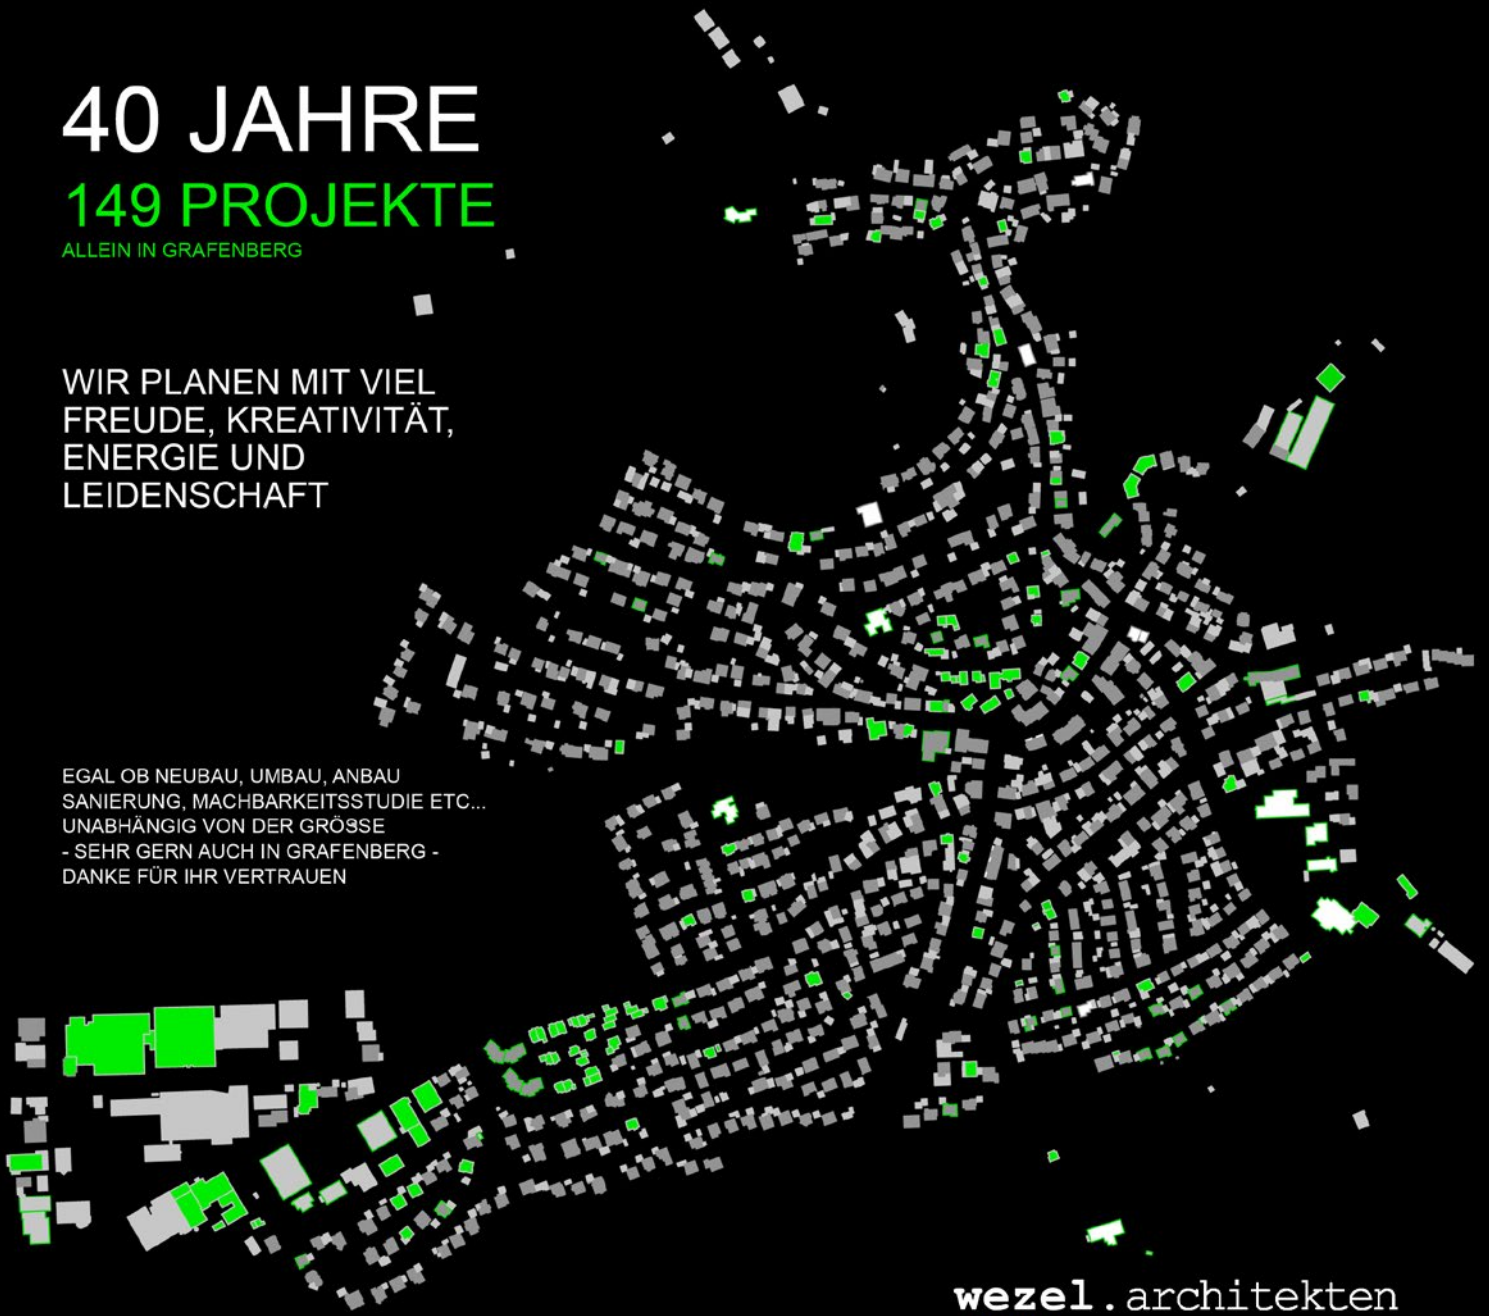 40 JAHRE
149 PROJEKTE
ALLEIN IN GRAFENBERG
WIR PLANEN MIT VIEL
FREUDE, KREATIVITÄT,
ENERGIE UND
LEIDENSCHAFT
EGAL OB NEUBAU, UMBAU, ANBAU
SANIERUNG, MACHBARKEITSSTUDIE ETC...
UNABHÄNGIG VON DER GRÖSSE
- SEHR GERN AUCH IN GRAFENBERG -
DANKE FÜR IHR VERTRAUEN
wezel.architekten